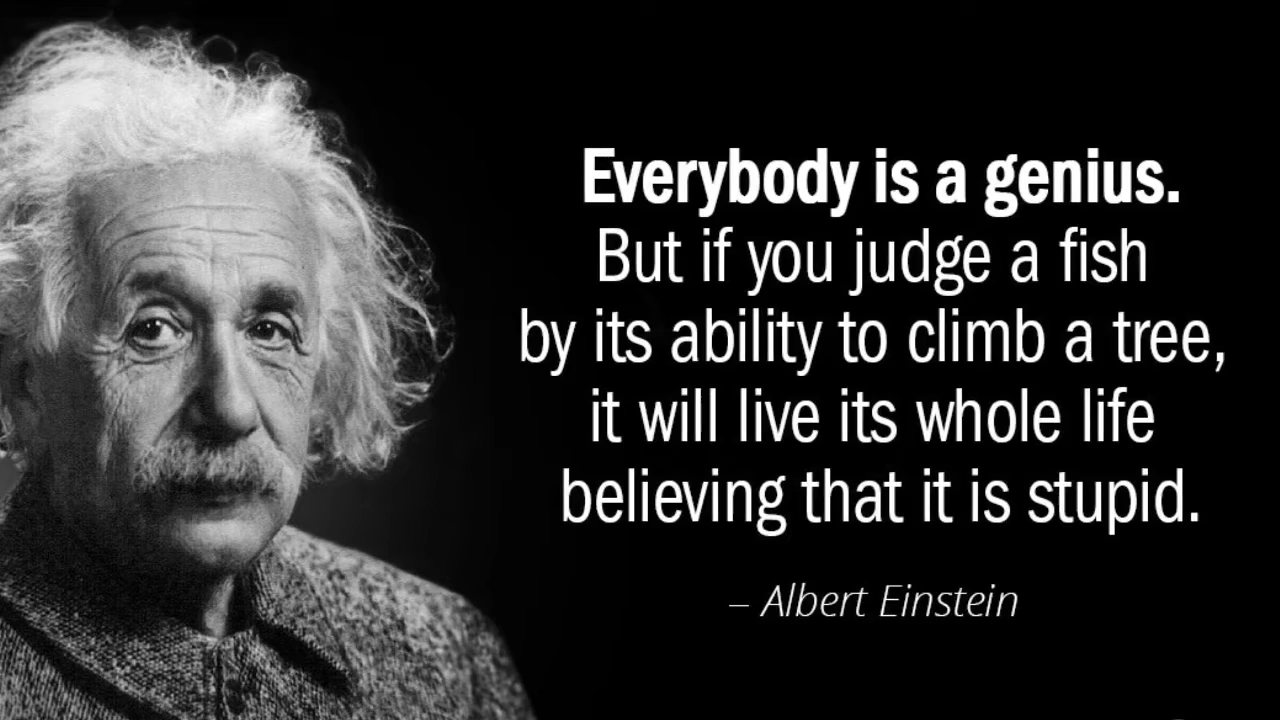 Everybody is a genius.
But if you judge a fish
by its ability to climb a tree,
it will live its whole life
believing that it is stupid.
– Albert Einstein